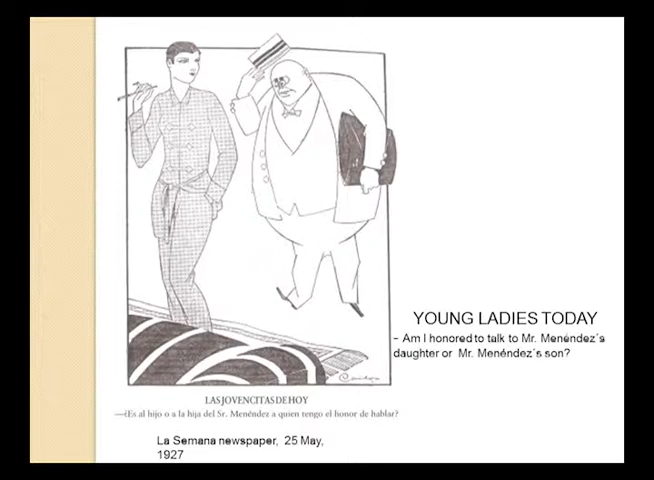 LAS JOVENCITAS DE HOY
—¿Es al hijo o a la hija del Sr. Menéndez a quien tengo el honor de hablar?
YOUNG LADIES TODAY
- Am I honored to talk to Mr. Menéndez´s
daughter or Mr. Menéndez´s son?
La Semana newspaper, 25 May,
1927